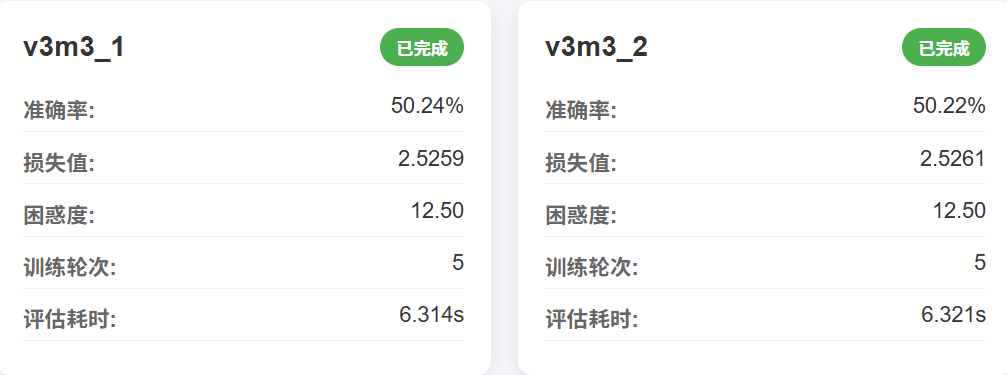 v3m3_1 已完成
准确率: 50.24%
损失值: 2.5259
困惑度: 12.50
训练轮次: 5
评估耗时: 6.314s
v3m3_2 已完成
准确率: 50.22%
损失值: 2.5261
困惑度: 12.50
训练轮次: 5
评估耗时: 6.321s